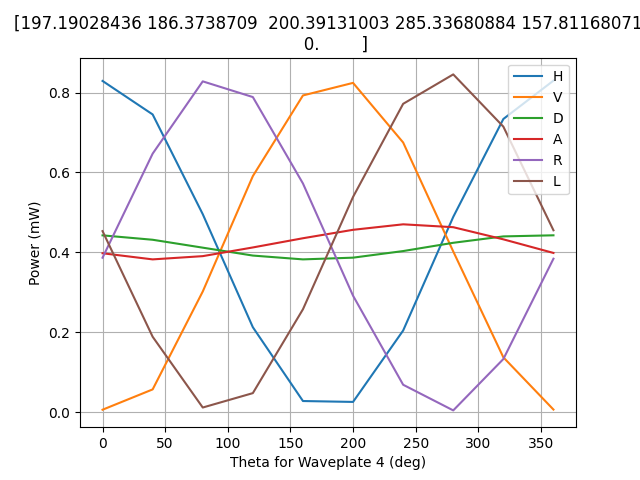 [197.19028436 186.3738709  200.39131003 285.33680884 157.81168071
0.        ]
H
V
D
A
R
L
0.8
0.6
0.4
0.2
0.0
Power (mW)
0 50 100 150 200 250 300 350
Theta for Waveplate 4 (deg)